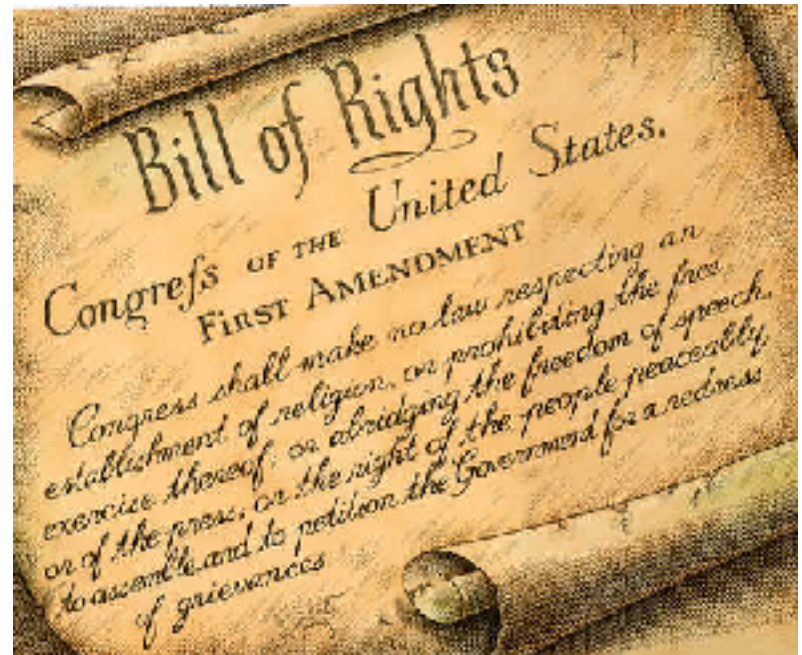 Bill of Rights
Congreſs OF THE United States.
FIRST AMENDMENT
Congress shall make no law respecting an
establishment of religion, or prohibiting the free
exercise thereof; or abridging the freedom of speech,
or of the press, or the right of the people peaceably,
to assemble and to petition the Government for a redress
of grievances